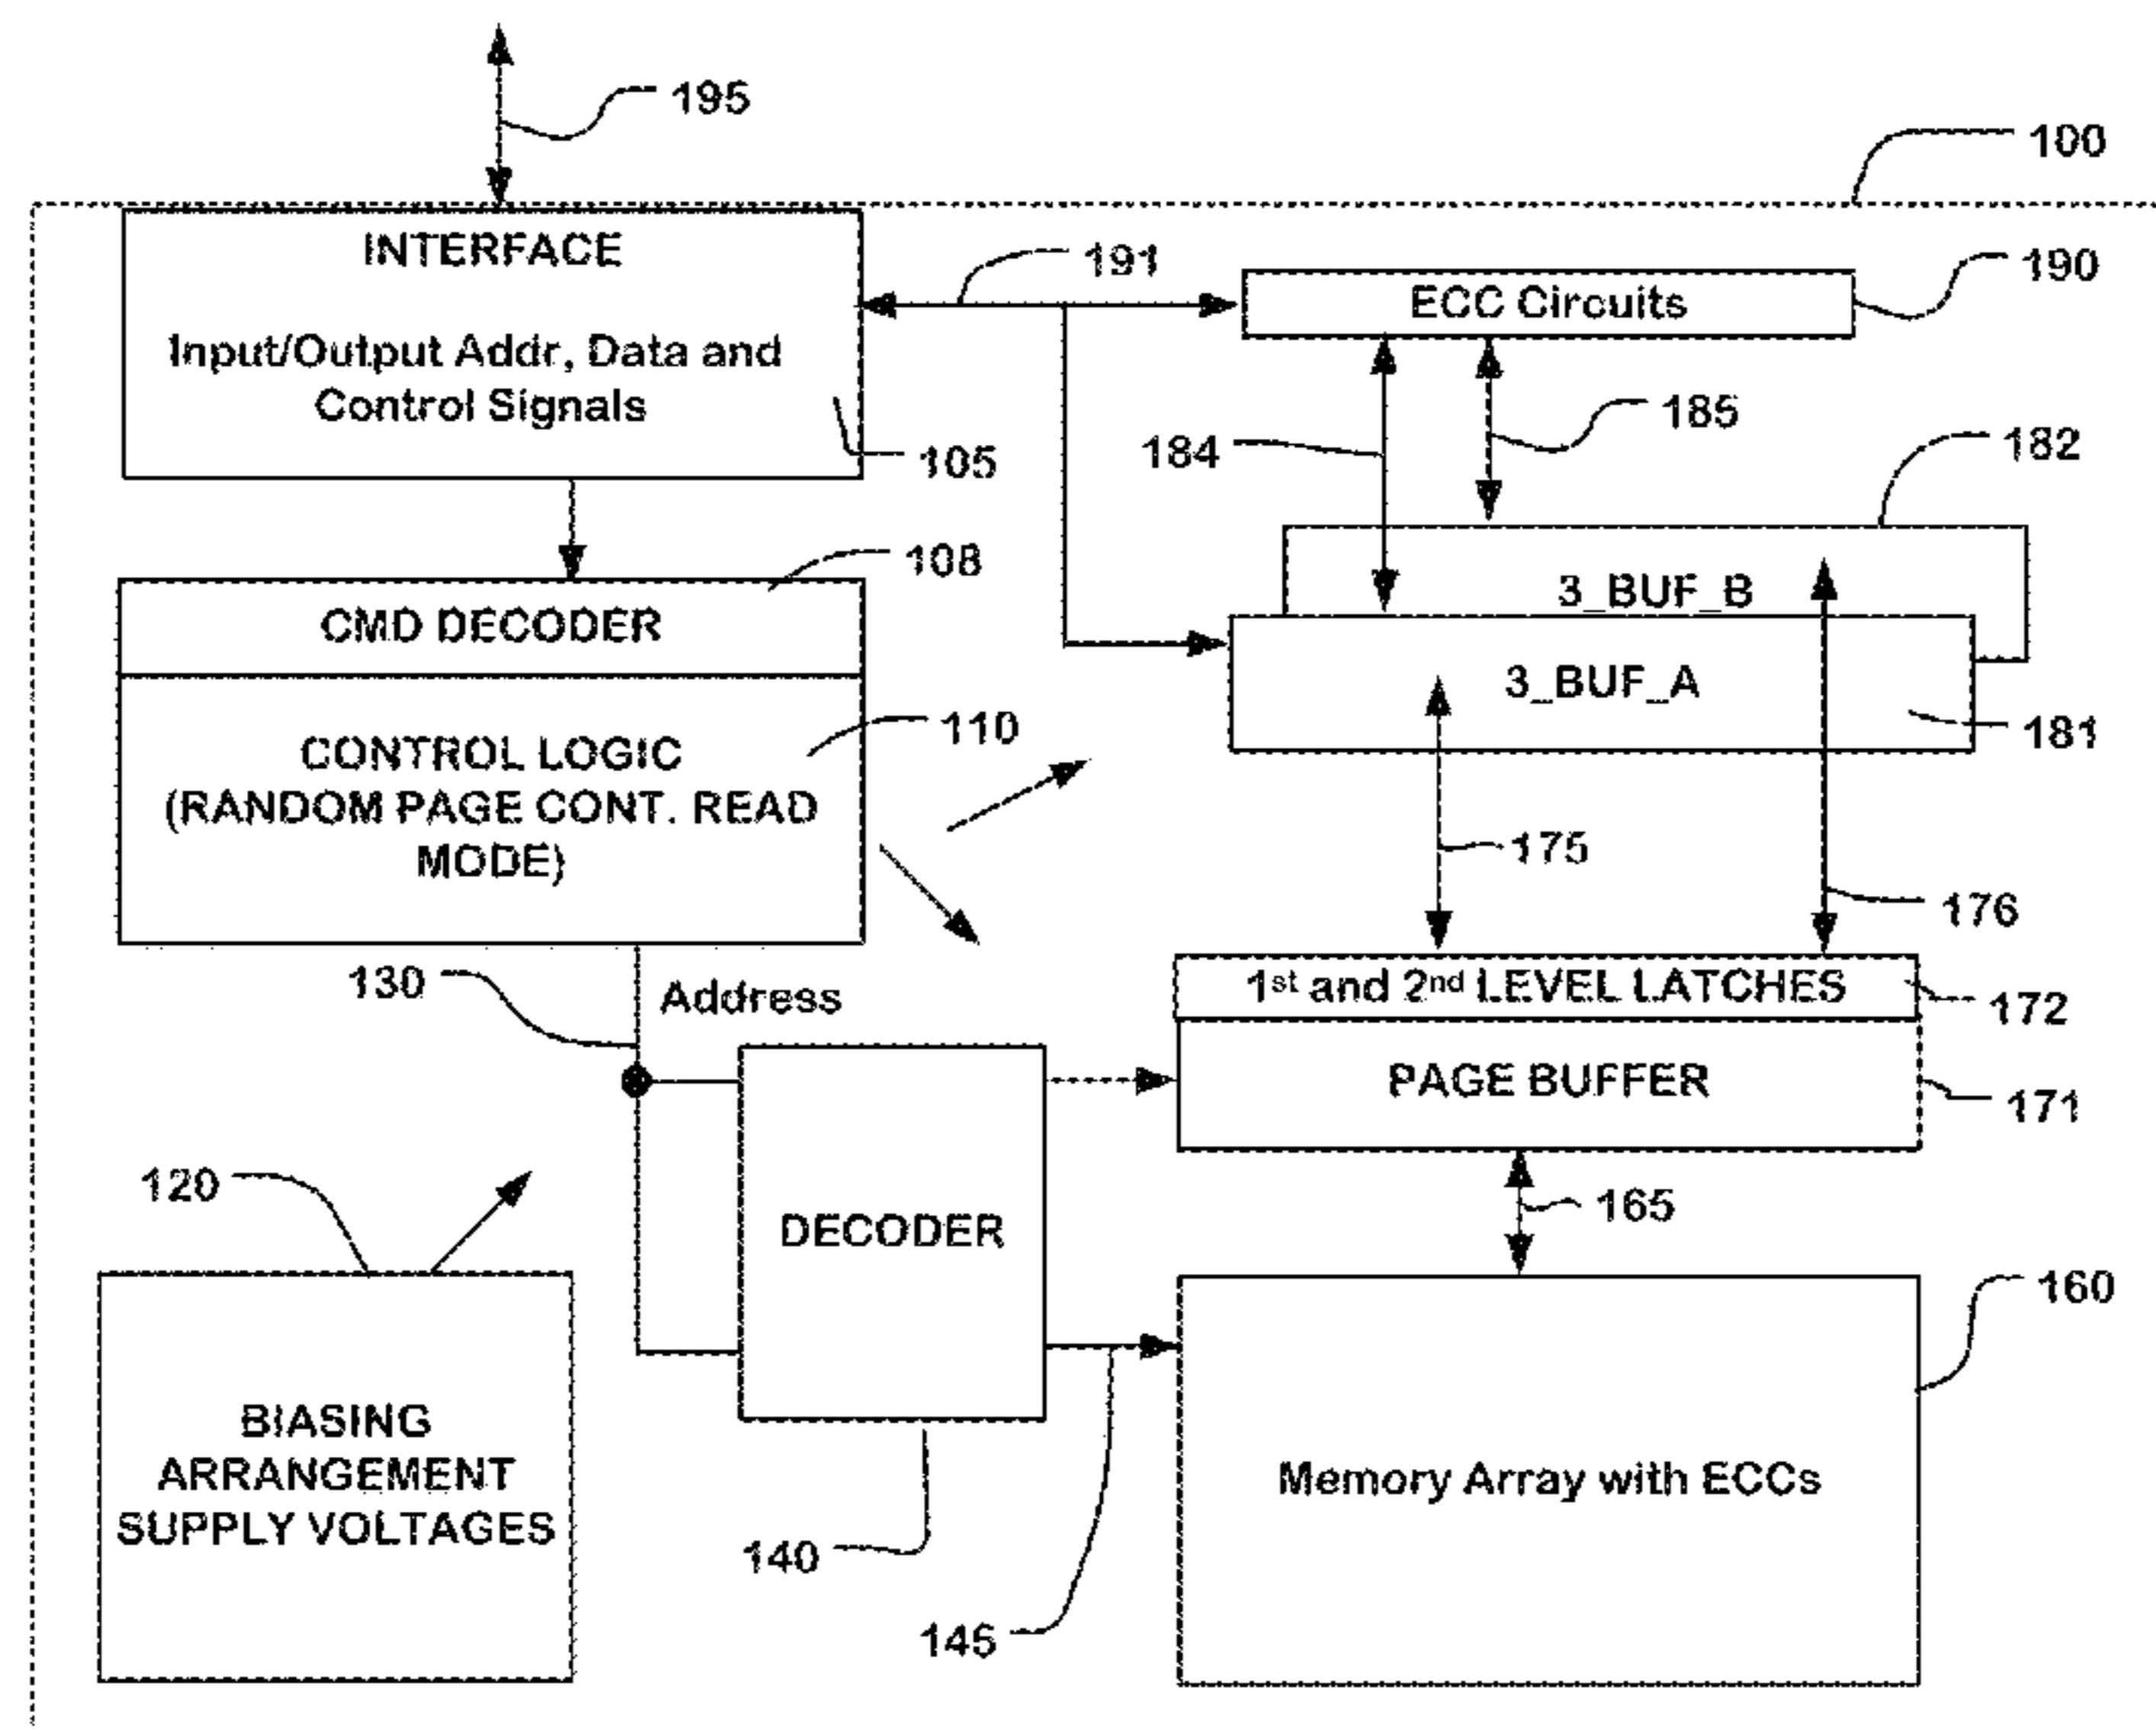 195
100
INTERFACE
Input/Output Addr, Data and
Control Signals
105
191
ECC Circuits
190
184
185
182
3_BUF_B
3_BUF_A
181
108
CMD DECODER
CONTROL LOGIC
(RANDOM PAGE CONT. READ
MODE)
110
175
176
130
Address
1st and 2nd LEVEL LATCHES
172
PAGE BUFFER
171
120
DECODER
165
160
BIASING
ARRANGEMENT
SUPPLY VOLTAGES
140
145
Memory Array with ECCs